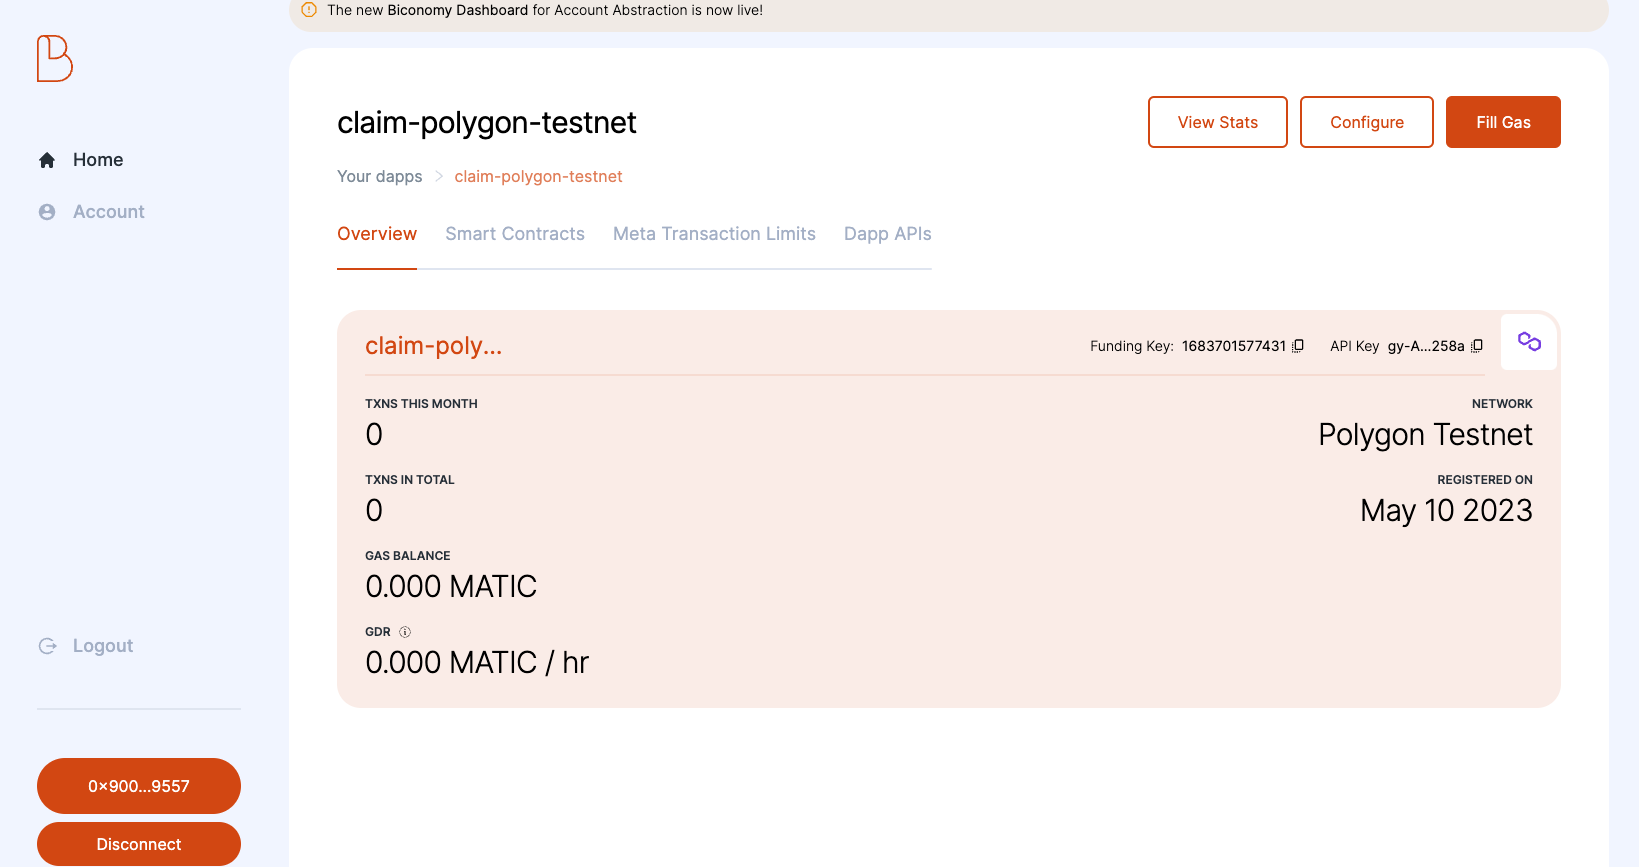 The new Biconomy Dashboard for Account Abstraction is now live!
Home
Account
Logout
0×900...9557
Disconnect
claim-polygon-testnet
View Stats
Configure
Fill Gas
Your dapps > claim-polygon-testnet
Overview Smart Contracts Meta Transaction Limits Dapp APIs
claim-poly...
Funding Key: 1683701577431
API Key gy-A...258a
TXNS THIS MONTH
0
TXNS IN TOTAL
0
GAS BALANCE
0.000 MATIC
GDR
0.000 MATIC / hr
NETWORK
Polygon Testnet
REGISTERED ON
May 10 2023